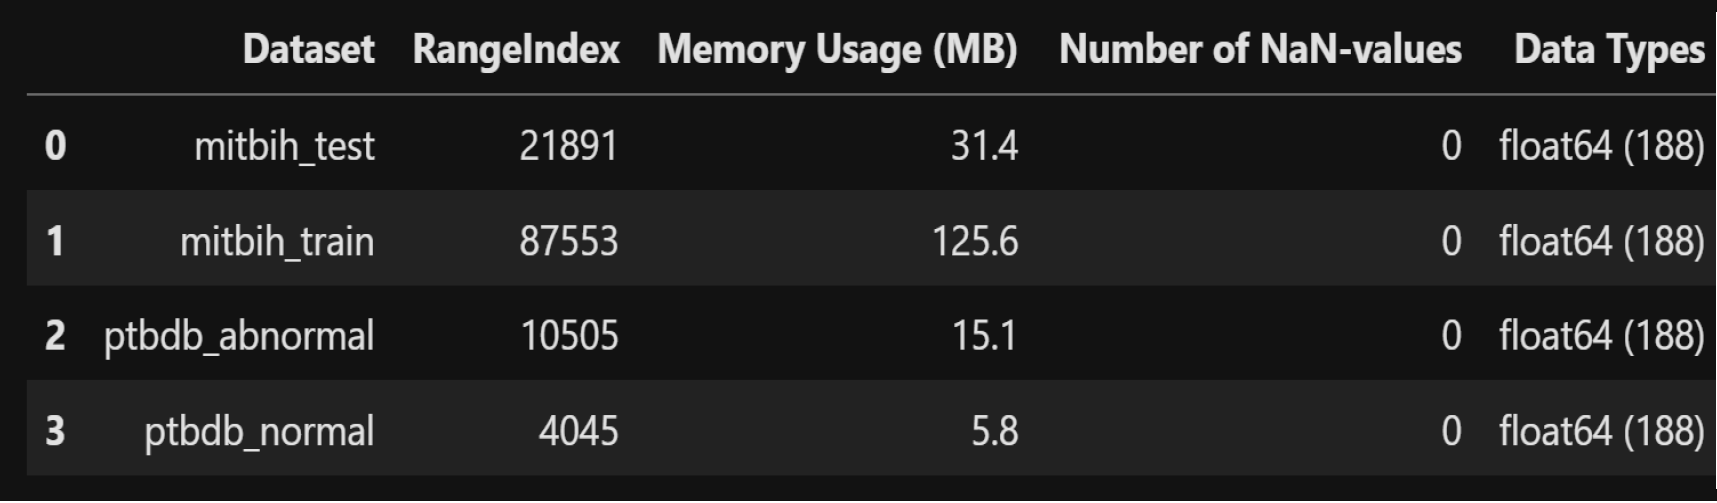 Dataset RangeIndex Memory Usage (MB) Number of NaN-values Data Types
0 mitbih_test 21891 31.4 0 float64 (188)
1 mitbih_train 87553 125.6 0 float64 (188)
2 ptbdb_abnormal 10505 15.1 0 float64 (188)
3 ptbdb_normal 4045 5.8 0 float64 (188)